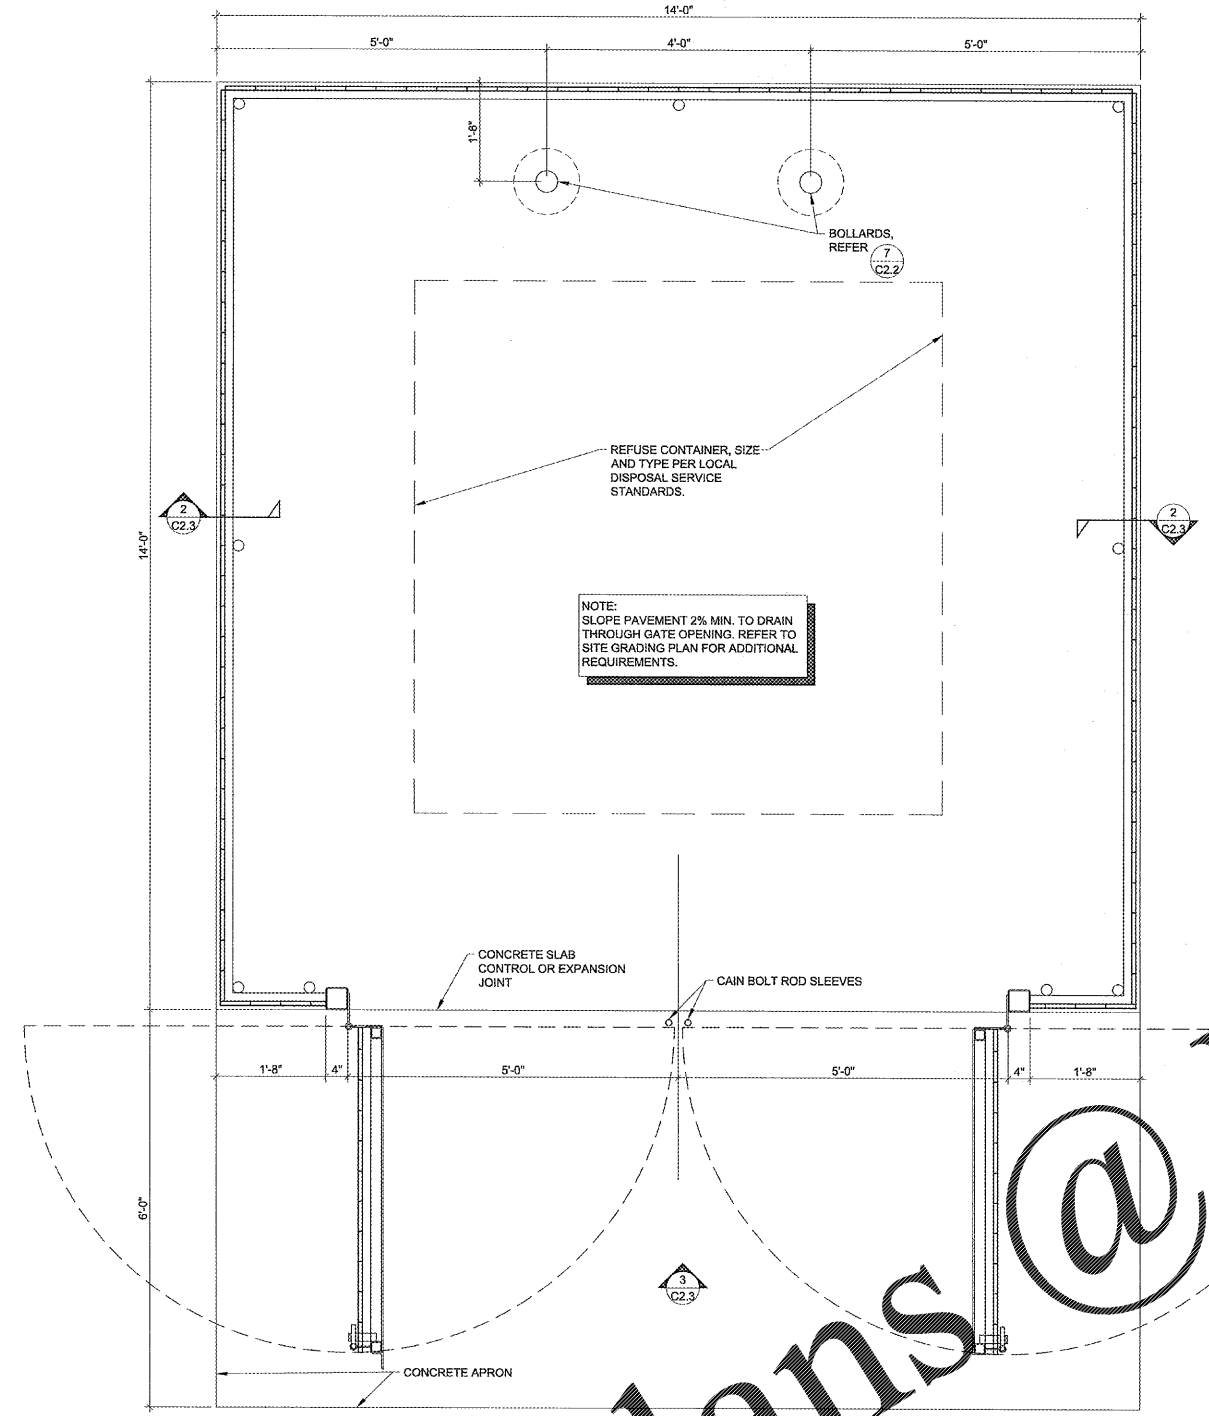 14'-0"
5'-0"
4'-0"
5'-0"
1'-8"
BOLLARDS,
REFER
7
C2.2
REFUSE CONTAINER, SIZE
AND TYPE PER LOCAL
DISPOSAL SERVICE
STANDARDS.
2
C2.3
2
C2.3
14'-0"
NOTE:
SLOPE PAVEMENT 2% MIN. TO DRAIN
THROUGH GATE OPENING. REFER TO
SITE GRADING PLAN FOR ADDITIONAL
REQUIREMENTS.
CONCRETE SLAB
CONTROL OR EXPANSION
JOINT
CAIN BOLT ROD SLEEVES
1'-8"
4"
5'-0"
5'-0"
4"
1'-8"
6'-0"
3
C2.3
CONCRETE APRON
lans @